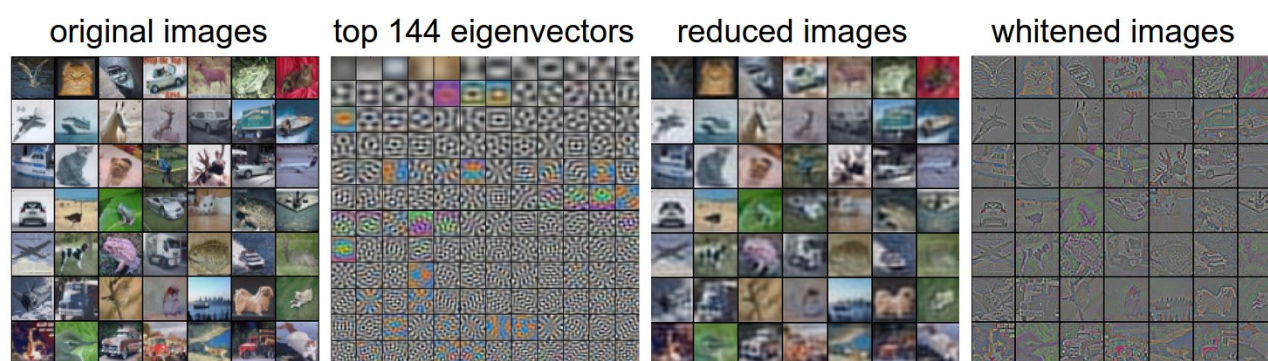 original images
top 144 eigenvectors
reduced images
whitened images